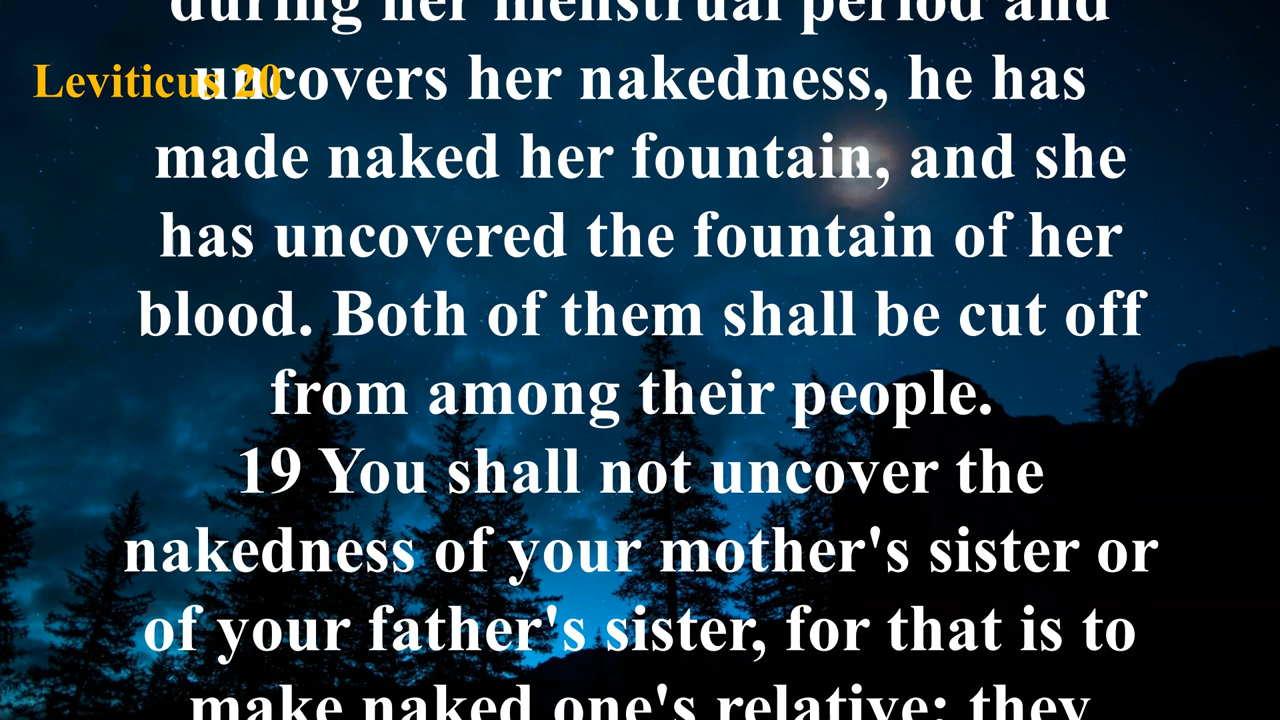 during her menstrual period and
Leviticus 20
uncovers her nakedness, he has
made naked her fountain, and she
has uncovered the fountain of her
blood. Both of them shall be cut off
from among their people.
19 You shall not uncover the
nakedness of your mother's sister or
of your father's sister, for that is to
make naked one's relative; they